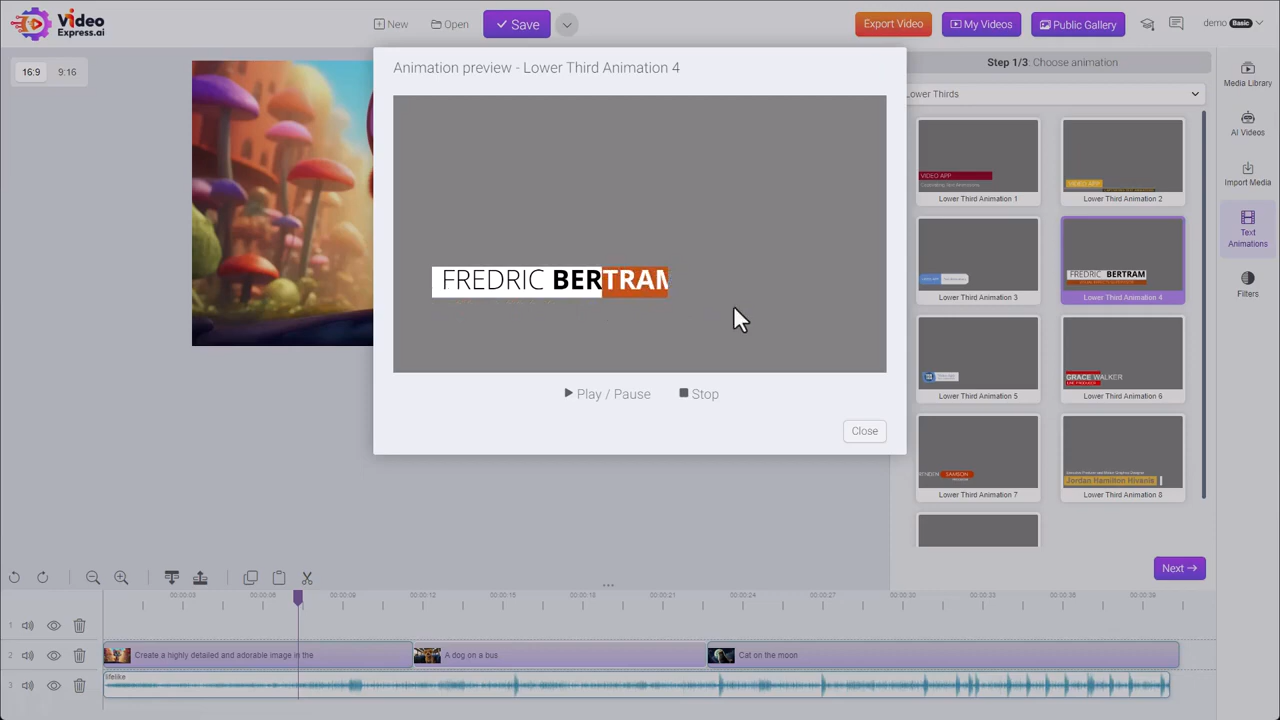 Video
Express.ai
New
Open
Save
Export Video
My Videos
Public Gallery
demo Basic
16:9
9:16
Animation preview - Lower Third Animation 4
FREDRIC BERTRAM
Play / Pause
Stop
Close
Step 1/3: Choose animation
Lower Thirds
VIDEO APP
Lower Third Animation 1
VIDEO APP
Lower Third Animation 2
Lower Third Animation 3
FREDRIC BERTRAM
Lower Third Animation 4
Lower Third Animation 5
GRACE WALKER
Lower Third Animation 6
SAMSON
Lower Third Animation 7
Jordan Hamilton Hivanis
Lower Third Animation 8
Next
Media Library
AI Videos
Import Media
Text
Animations
Filters
00:00:03
00:00:06
00:00:09
00:00:12
00:00:15
00:00:18
00:00:21
00:00:24
00:00:27
00:00:30
00:00:33
00:00:36
00:00:39
1
2
Create a highly detailed and adorable image in the
A dog on a bus
Cat on the moon
3
lifelike